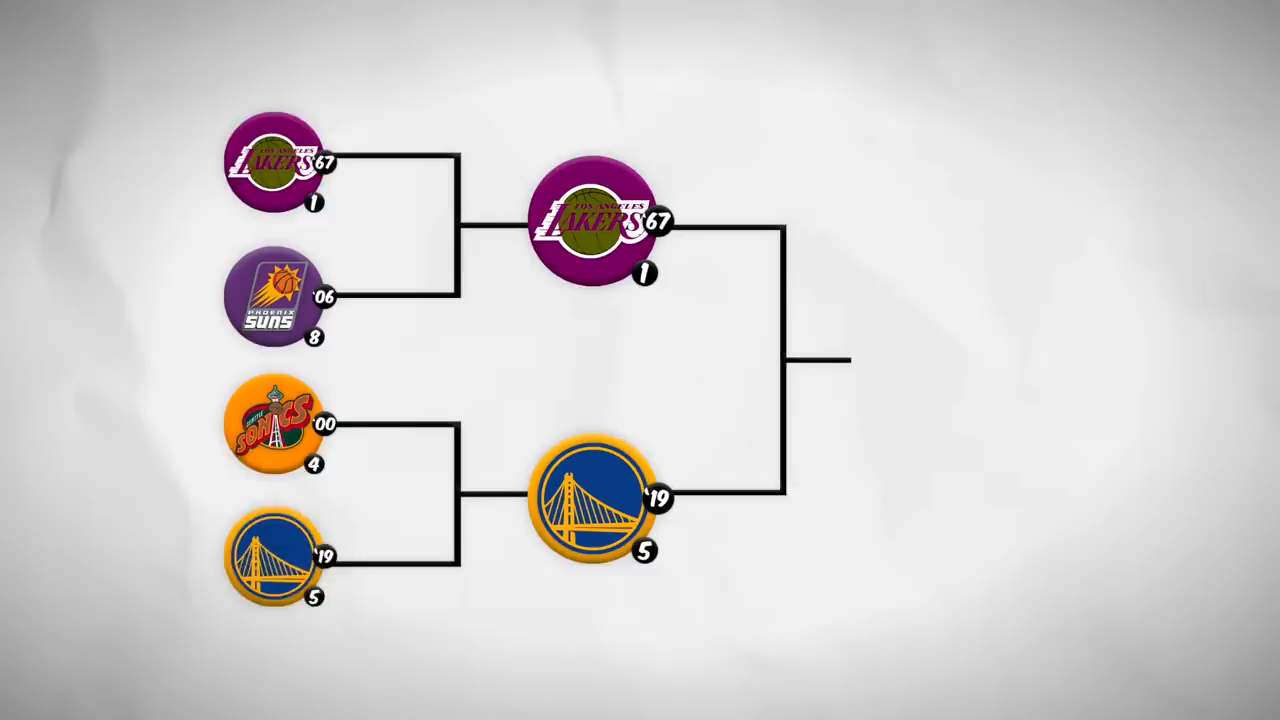 LOS ANGELES
LAKERS
67
1
PHOENIX
SUNS
'06
8
SEATTLE
SONICS
'00
4
'19
5
LOS ANGELES
LAKERS
67
1
'19
5